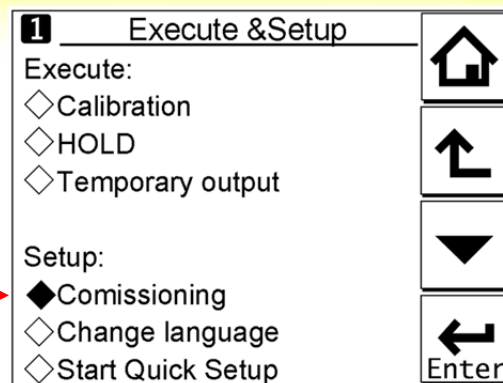 1 Execute &Setup
Execute:
Calibration
HOLD
Temporary output
Setup:
Comissioning
Change language
Start Quick Setup
Enter